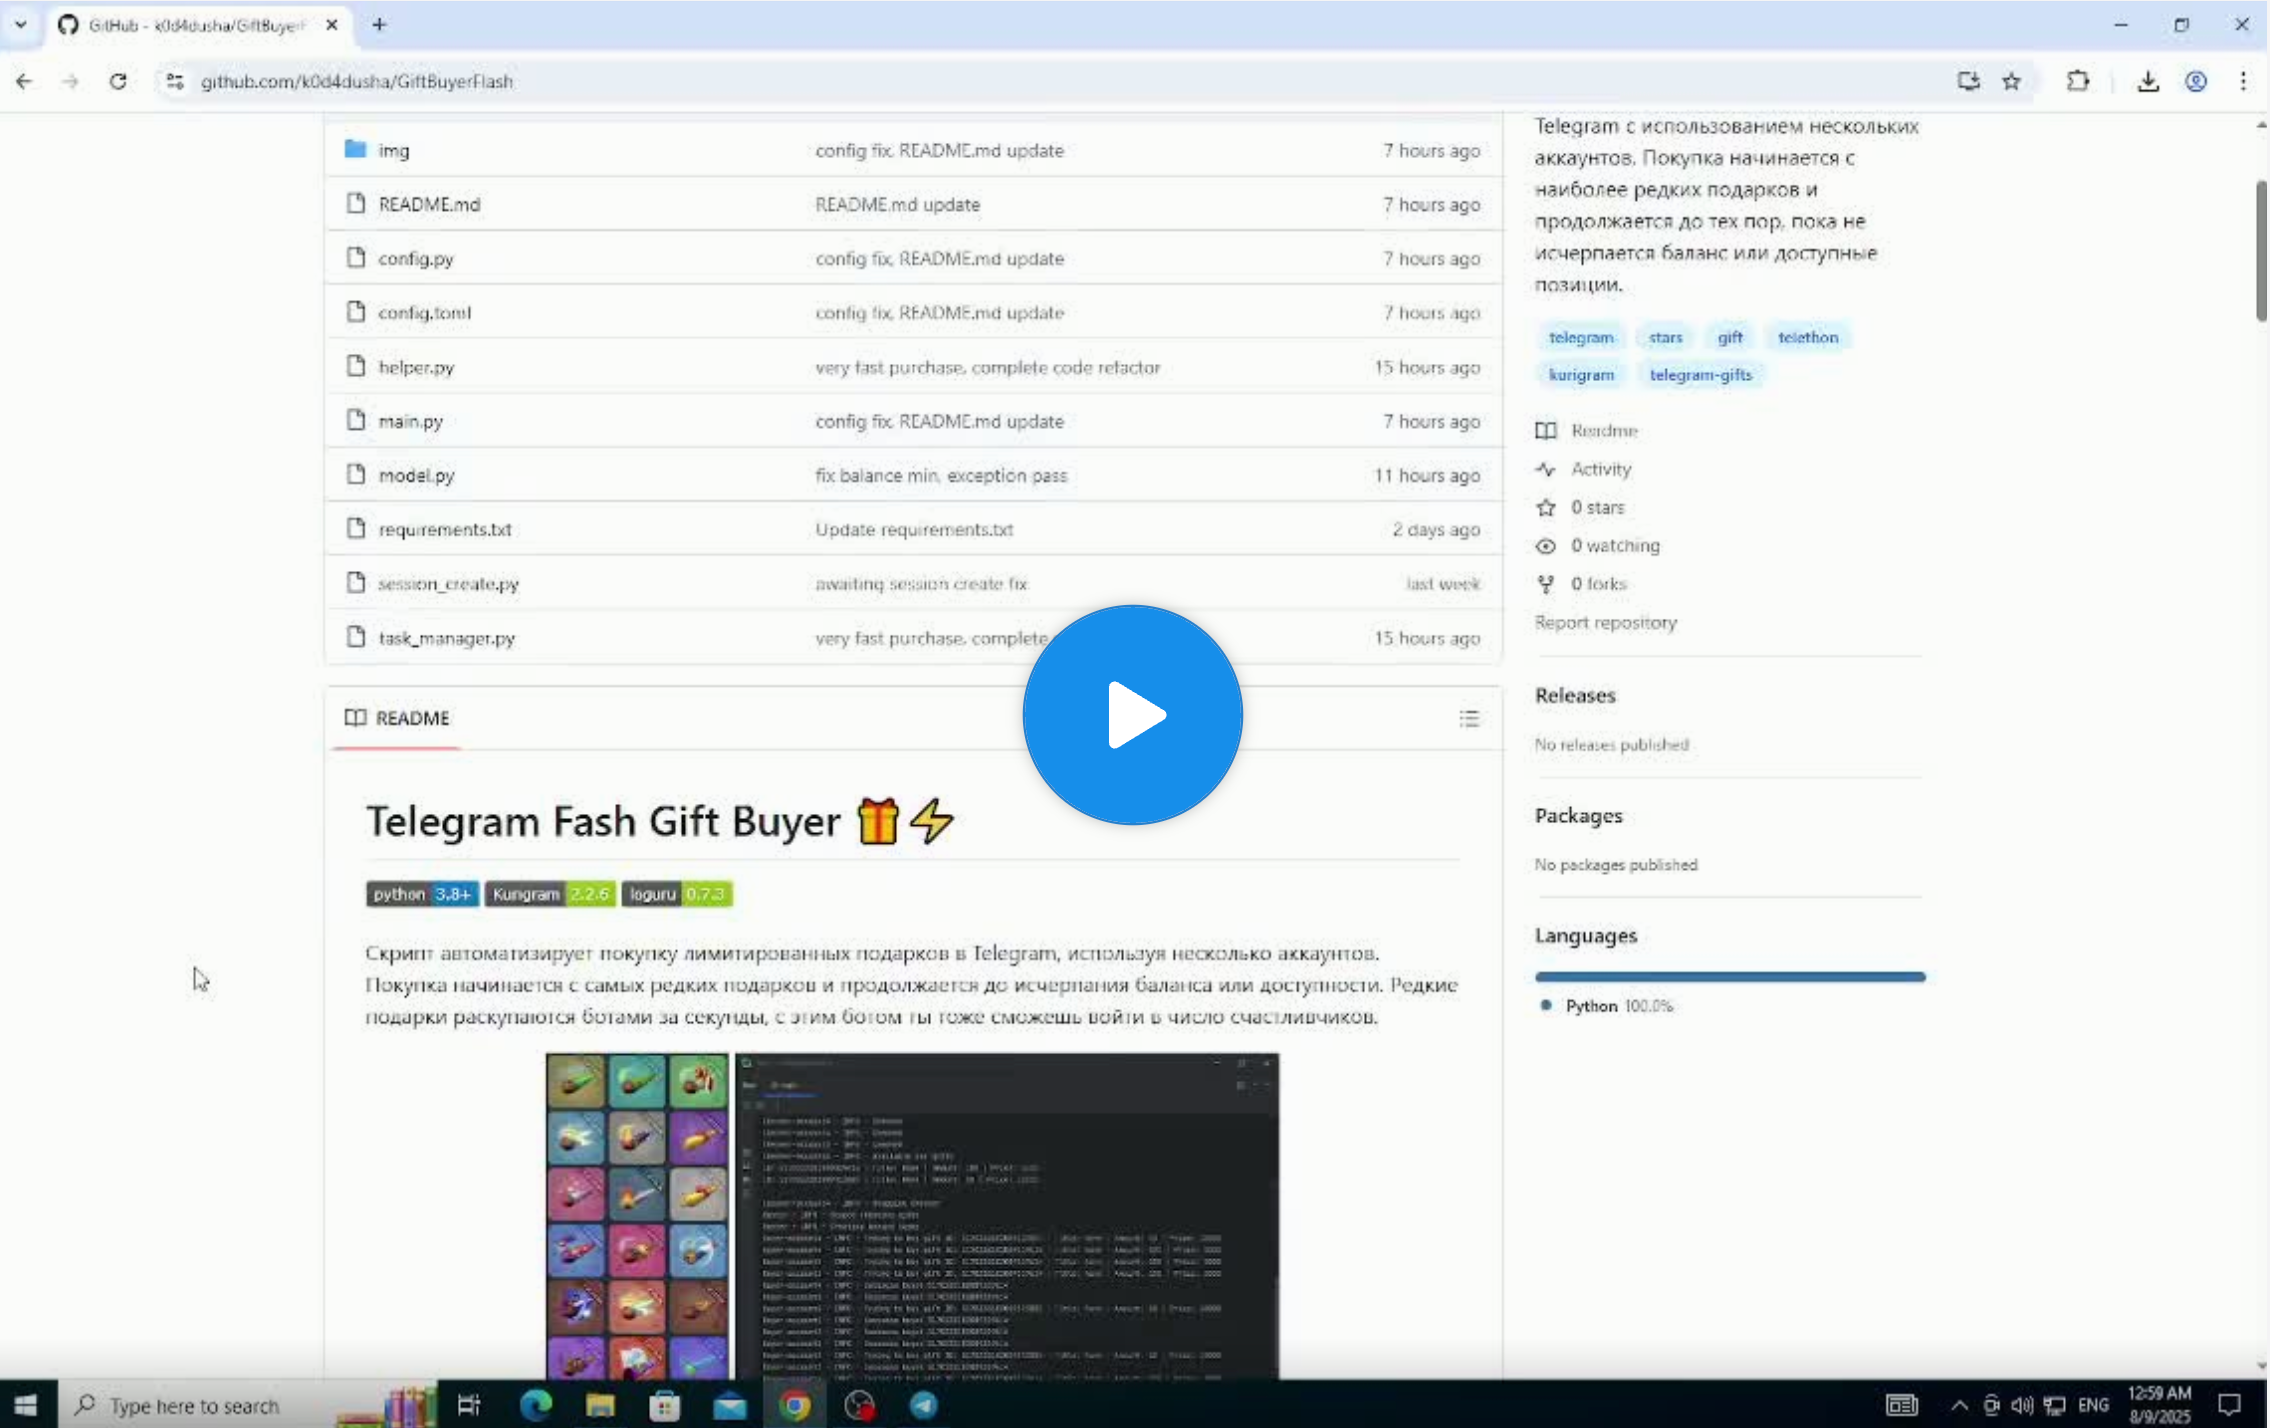 GitHub - k0d4dusha/GiftBuyerF
github.com/k0d4dusha/GiftBuyerFlash
img config fix, README.md update 7 hours ago
README.md README.md update 7 hours ago
config.py config fix, README.md update 7 hours ago
config.toml config fix, README.md update 7 hours ago
helper.py very fast purchase, complete code refactor 15 hours ago
main.py config fix, README.md update 7 hours ago
model.py fix balance min, exception pass 11 hours ago
requirements.txt Update requirements.txt 2 days ago
session_create.py awaiting session create fix last week
task_manager.py very fast purchase, complete 15 hours ago
README
Telegram Fash Gift Buyer 🎁⚡
python 3.8+ Kurigram 2.2.6 loguru 0.7.3
Скрипт автоматизирует покупку лимитированных подарков в Telegram, используя несколько аккаунтов.
Покупка начинается с самых редких подарков и продолжается до исчерпания баланса или доступности. Редкие
подарки раскупаются ботами за секунды, с этим ботом ты тоже сможешь войти в число счастливчиков.
Telegram с использованием нескольких
аккаунтов. Покупка начинается с
наиболее редких подарков и
продолжается до тех пор, пока не
исчерпается баланс или доступные
позиции.
telegram stars gift telethon
kurigram telegram-gifts
Readme
Activity
0 stars
0 watching
0 forks
Report repository
Releases
No releases published
Packages
No packages published
Languages
Python 100.0%
Type here to search
ENG
12:59 AM
8/9/2025